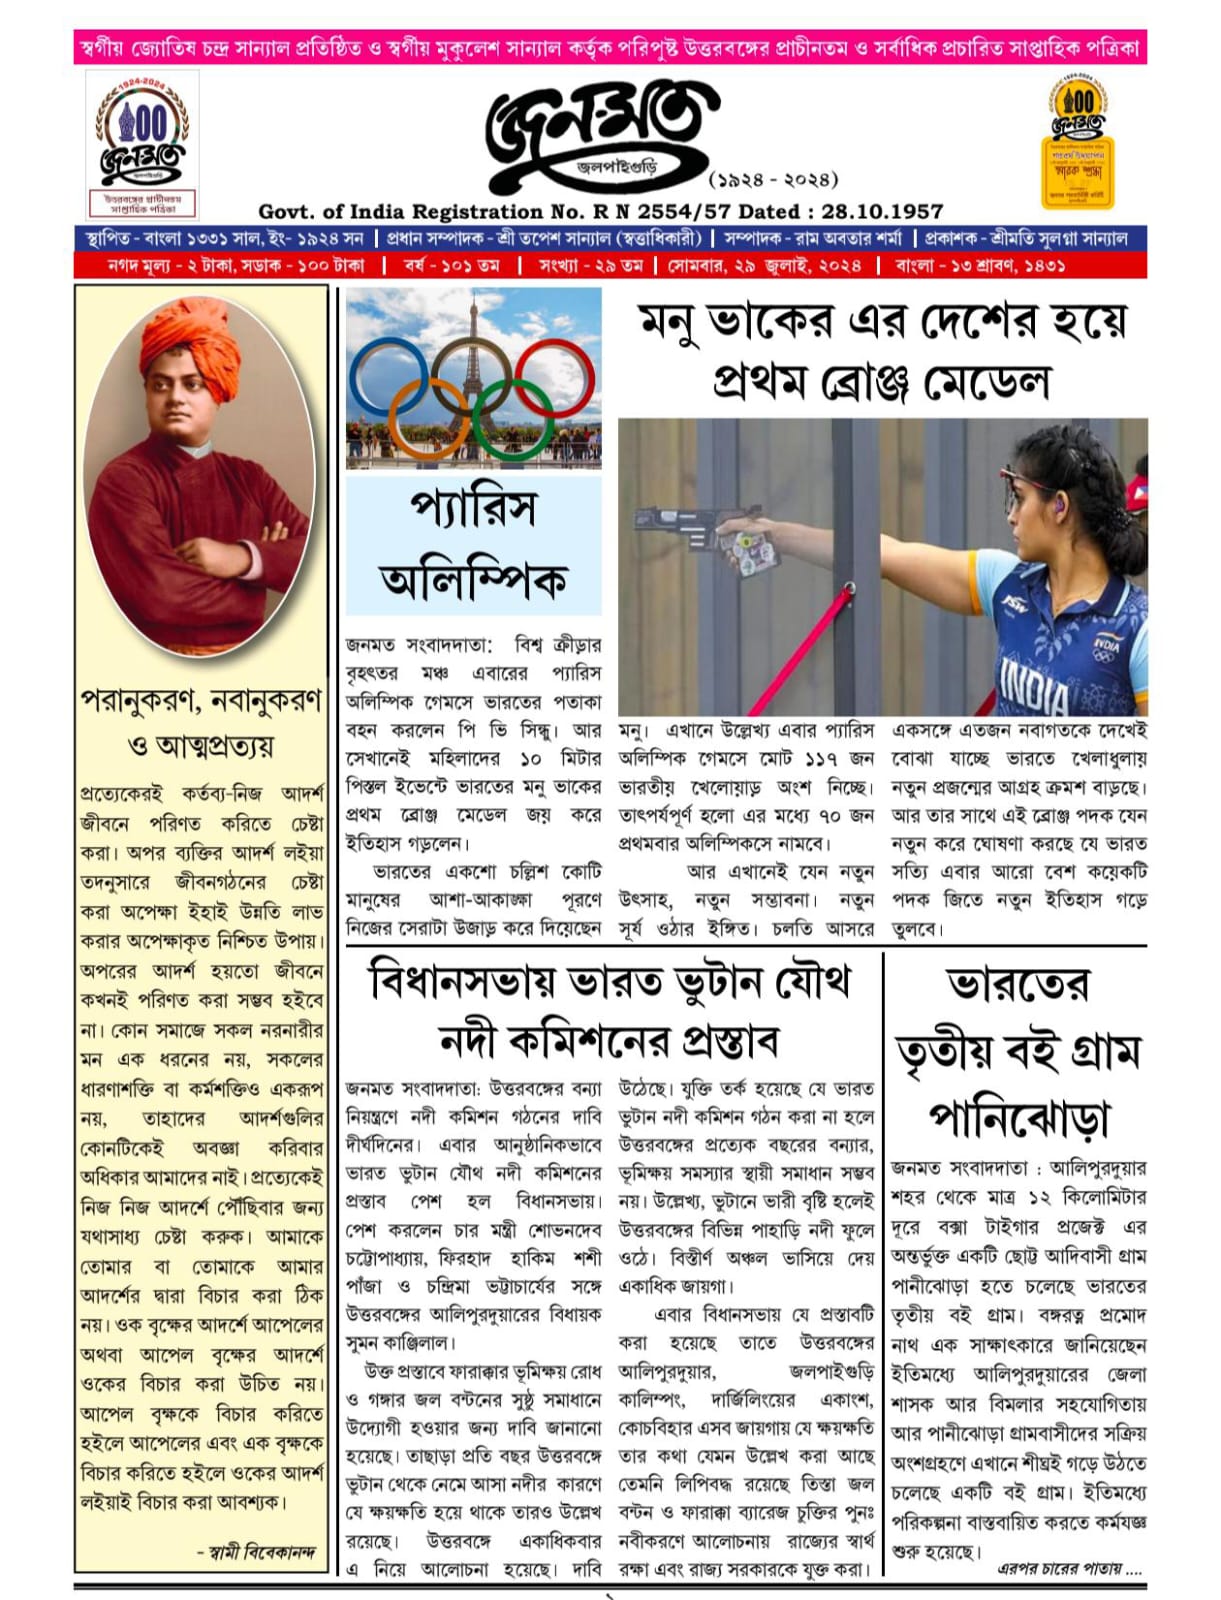 স্বর্গীয় জ্যোতিষ চন্দ্র সান্যাল প্রতিষ্ঠিত ও স্বর্গীয় মুকুলেশ সান্যাল কর্তৃক পরিপুষ্ট উত্তরবঙ্গের প্রাচীনতম ও সর্বাধিক প্রচারিত সাপ্তাহিক পত্রিকা
1924-2024
100
জনমত
জলপাইগুড়ি
উত্তরবঙ্গের প্রাচীনতম
সাপ্তাহিক পত্রিকা
জনমত
জলপাইগুড়ি
(১৯২৪ - ২০২৪)
100
জনমত
Govt. of India Registration No. R N 2554/57 Dated : 28.10.1957
স্থাপিত - বাংলা ১৩৩১ সাল, ইং- ১৯২৪ সন | প্রধান সম্পাদক - শ্রী তপেশ সান্যাল (স্বত্তাধিকারী) | সম্পাদক - রাম অবতার শর্মা | প্রকাশক - শ্রীমতি সুলগ্না সান্যাল
নগদ মূল্য - ২ টাকা, সডাক - ১০০ টাকা | বর্ষ - ১০১ তম | সংখ্যা - ২৯ তম | সোমবার, ২৯ জুলাই, ২০২৪ | বাংলা - ১৩ শ্রাবণ, ১৪৩১
পরানুকরণ, নবানুকরণ
ও আত্মপ্রত্যয়
প্রত্যেকেরই কর্তব্য-নিজ আদর্শ
জীবনে পরিণত করিতে চেষ্টা
করা। অপর ব্যক্তির আদর্শ লইয়া
তদনুসারে জীবনগঠনের চেষ্টা
করা অপেক্ষা ইহাই উন্নতি লাভ
করার অপেক্ষাকৃত নিশ্চিত উপায়।
অপরের আদর্শ হয়তো জীবনে
কখনই পরিণত করা সম্ভব হইবে
না। কোন সমাজে সকল নরনারীর
মন এক ধরনের নয়, সকলের
ধারণাশক্তি বা কর্মশক্তিও একরূপ
নয়, তাহাদের আদর্শগুলির
কোনটিকেই অবজ্ঞা করিবার
অধিকার আমাদের নাই। প্রত্যেকেই
নিজ নিজ আদর্শে পৌঁছিবার জন্য
যথাসাধ্য চেষ্টা করুক। আমাকে
তোমার বা তোমাকে আমার
আদর্শের দ্বারা বিচার করা ঠিক
নয়। ওক বৃক্ষের আদর্শে আপেলের
অথবা আপেল বৃক্ষের আদর্শে
ওকের বিচার করা উচিত নয়।
আপেল বৃক্ষকে বিচার করিতে
হইলে আপেলের এবং এক বৃক্ষকে
বিচার করিতে হইলে ওকের আদর্শ
লইয়াই বিচার করা আবশ্যক।
- স্বামী বিবেকানন্দ
প্যারিস
অলিম্পিক
মনু ভাকের এর দেশের হয়ে
প্রথম ব্রোঞ্জ মেডেল
JSW
INDIA
INDIA
জনমত সংবাদদাতা: বিশ্ব ক্রীড়ার
বৃহৎতর মঞ্চ এবারের প্যারিস
অলিম্পিক গেমসে ভারতের পতাকা
বহন করলেন পি ভি সিন্ধু। আর
সেখানেই মহিলাদের ১০ মিটার
পিস্তল ইভেন্টে ভারতের মনু ভাকের
প্রথম ব্রোঞ্জ মেডেল জয় করে
ইতিহাস গড়লেন।
ভারতের একশো চল্লিশ কোটি
মানুষের আশা-আকাঙ্ক্ষা পূরণে
নিজের সেরাটা উজাড় করে দিয়েছেন
মনু। এখানে উল্লেখ্য এবার প্যারিস
অলিম্পিক গেমসে মোট ১১৭ জন
ভারতীয় খেলোয়াড় অংশ নিচ্ছে।
তাৎপর্যপূর্ণ হলো এর মধ্যে ৭০ জন
প্রথমবার অলিম্পিকসে নামবে।
আর এখানেই যেন নতুন
উৎসাহ, নতুন সম্ভাবনা। নতুন
সূর্য ওঠার ইঙ্গিত। চলতি আসরে
একসঙ্গে এতজন নবাগতকে দেখেই
বোঝা যাচ্ছে ভারতে খেলাধুলায়
নতুন প্রজন্মের আগ্রহ ক্রমশ বাড়ছে।
আর তার সাথে এই ব্রোঞ্জ পদক যেন
নতুন করে ঘোষণা করছে যে ভারত
সত্যি এবার আরো বেশ কয়েকটি
পদক জিতে নতুন ইতিহাস গড়ে
তুলবে।
বিধানসভায় ভারত ভুটান যৌথ
নদী কমিশনের প্রস্তাব
জনমত সংবাদদাতা: উত্তরবঙ্গের বন্যা
নিয়ন্ত্রণে নদী কমিশন গঠনের দাবি
দীর্ঘদিনের। এবার আনুষ্ঠানিকভাবে
ভারত ভুটান যৌথ নদী কমিশনের
প্রস্তাব পেশ হল বিধানসভায়।
পেশ করলেন চার মন্ত্রী শোভনদেব
চট্টোপাধ্যায়, ফিরহাদ হাকিম শশী
পাঁজা ও চন্দ্রিমা ভট্টাচার্যের সঙ্গে
উত্তরবঙ্গের আলিপুরদুয়ারের বিধায়ক
সুমন কাঞ্জিলাল।
উক্ত প্রস্তাবে ফারাক্কার ভূমিক্ষয় রোধ
ও গঙ্গার জল বন্টনের সুষ্ঠু সমাধানে
উদ্যোগী হওয়ার জন্য দাবি জানানো
হয়েছে। তাছাড়া প্রতি বছর উত্তরবঙ্গে
ভুটান থেকে নেমে আসা নদীর কারণে
যে ক্ষয়ক্ষতি হয়ে থাকে তারও উল্লেখ
রয়েছে। উত্তরবঙ্গে একাধিকবার
এ নিয়ে আলোচনা হয়েছে। দাবি
উঠেছে। যুক্তি তর্ক হয়েছে যে ভারত
ভুটান নদী কমিশন গঠন করা না হলে
উত্তরবঙ্গের প্রত্যেক বছরের বন্যার,
ভূমিক্ষয় সমস্যার স্থায়ী সমাধান সম্ভব
নয়। উল্লেখ্য, ভুটানে ভারী বৃষ্টি হলেই
উত্তরবঙ্গের বিভিন্ন পাহাড়ি নদী ফুলে
ওঠে। বিস্তীর্ণ অঞ্চল ভাসিয়ে দেয়
একাধিক জায়গা।
এবার বিধানসভায় যে প্রস্তাবটি
করা হয়েছে তাতে উত্তরবঙ্গের
আলিপুরদুয়ার, জলপাইগুড়ি
কালিম্পং, দার্জিলিংয়ের একাংশ,
কোচবিহার এসব জায়গায় যে ক্ষয়ক্ষতি
তার কথা যেমন উল্লেখ করা আছে
তেমনি লিপিবদ্ধ রয়েছে তিস্তা জল
বন্টন ও ফারাক্কা ব্যারেজ চুক্তির পুনঃ
নবীকরণে আলোচনায় রাজ্যের স্বার্থ
রক্ষা এবং রাজ্য সরকারকে যুক্ত করা।
ভারতের
তৃতীয় বই গ্রাম
পানিঝোড়া
জনমত সংবাদদাতা : আলিপুরদুয়ার
শহর থেকে মাত্র ১২ কিলোমিটার
দূরে বক্সা টাইগার প্রজেক্ট এর
অন্তর্ভুক্ত একটি ছোট্ট আদিবাসী গ্রাম
পানীঝোড়া হতে চলেছে ভারতের
তৃতীয় বই গ্রাম। বঙ্গরত্ন প্রমোদ
নাথ এক সাক্ষাৎকারে জানিয়েছেন
ইতিমধ্যে আলিপুরদুয়ারের জেলা
শাসক আর বিমলার সহযোগিতায়
আর পানীঝোড়া গ্রামবাসীদের সক্রিয়
অংশগ্রহণে এখানে শীঘ্রই গড়ে উঠতে
চলেছে একটি বই গ্রাম। ইতিমধ্যে
পরিকল্পনা বাস্তবায়িত করতে কর্মযজ্ঞ
শুরু হয়েছে।
এরপর চারের পাতায় ....